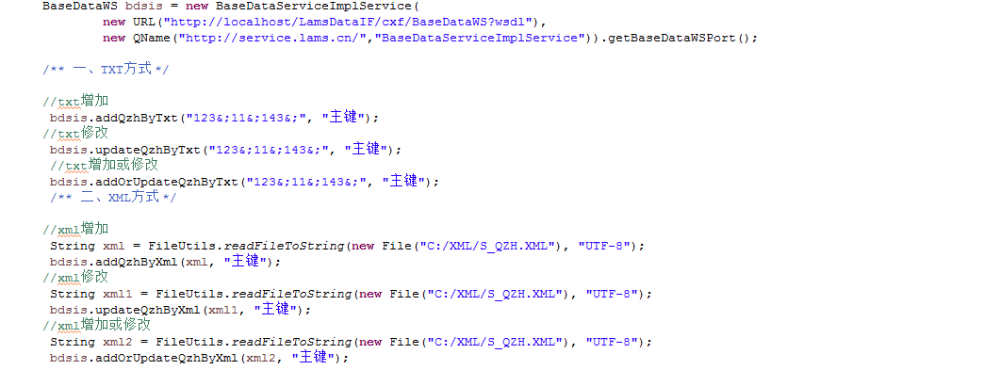 BaseDataWS bdsis = new BaseDataServiceImplService(
new URL("http://localhost/LamsDataIF/cxf/BaseDataWS?wsdl"),
new QName("http://service.lams.cn/","BaseDataServiceImplService")).getBaseDataWSPort();
/** 一、TXT方式 */
//txt增加
bdsis.addQzhByTxt("123&;11&;143&;", "主键");
//txt修改
bdsis.updateQzhByTxt("123&;11&;143&;", "主键");
//txt增加或修改
bdsis.addOrUpdateQzhByTxt("123&;11&;143&;", "主键");
/** 二、XML方式 */
//xml增加
String xml = FileUtils.readFileToString(new File("C:/XML/S_QZH.XML"), "UTF-8");
bdsis.addQzhByXml(xml, "主键");
//xml修改
String xml1 = FileUtils.readFileToString(new File("C:/XML/S_QZH.XML"), "UTF-8");
bdsis.updateQzhByXml(xml1, "主键");
//xml增加或修改
String xml2 = FileUtils.readFileToString(new File("C:/XML/S_QZH.XML"), "UTF-8");
bdsis.addOrUpdateQzhByXml(xml2, "主键");